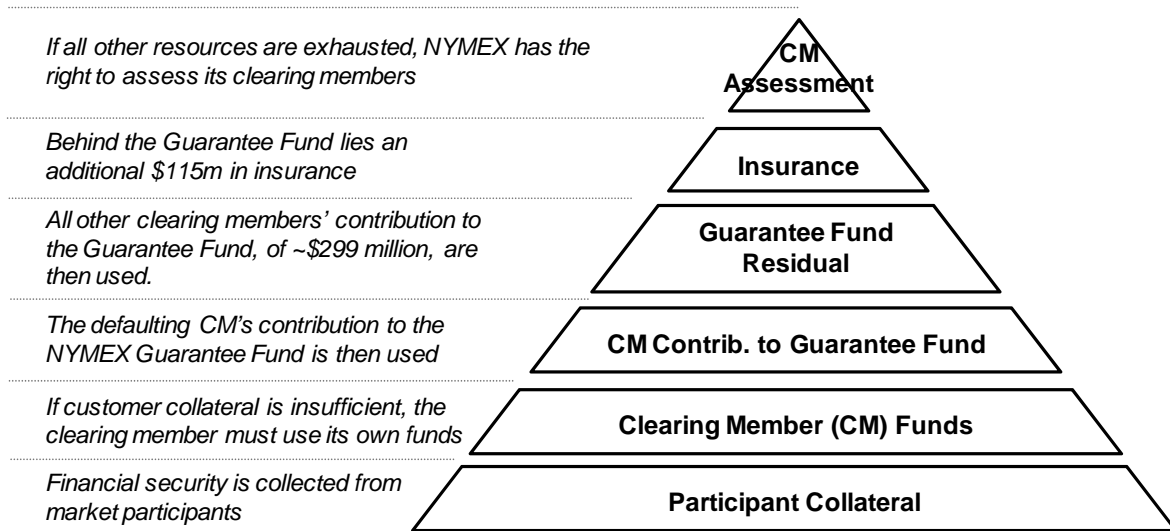 If all other resources are exhausted, NYMEX has the
right to assess its clearing members
CM
Assessment
Behind the Guarantee Fund lies an
additional $115m in insurance
Insurance
All other clearing members' contribution to
the Guarantee Fund, of ~$299 million, are
then used.
Guarantee Fund
Residual
The defaulting CM's contribution to the
NYMEX Guarantee Fund is then used
CM Contrib. to Guarantee Fund
If customer collateral is insufficient, the
clearing member must use its own funds
Clearing Member (CM) Funds
Financial security is collected from
market participants
Participant Collateral